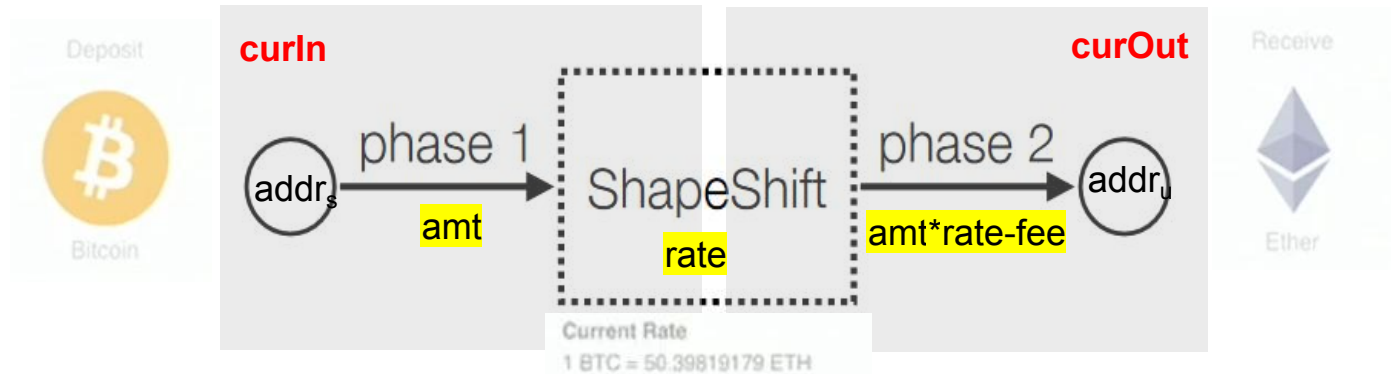 Deposit
Bitcoin
curIn
addrs
phase 1
amt
ShapeShift
rate
Current Rate
1 BTC = 50.39819179 ETH
curOut
phase 2
amt*rate-fee
addru
Receive
Ether